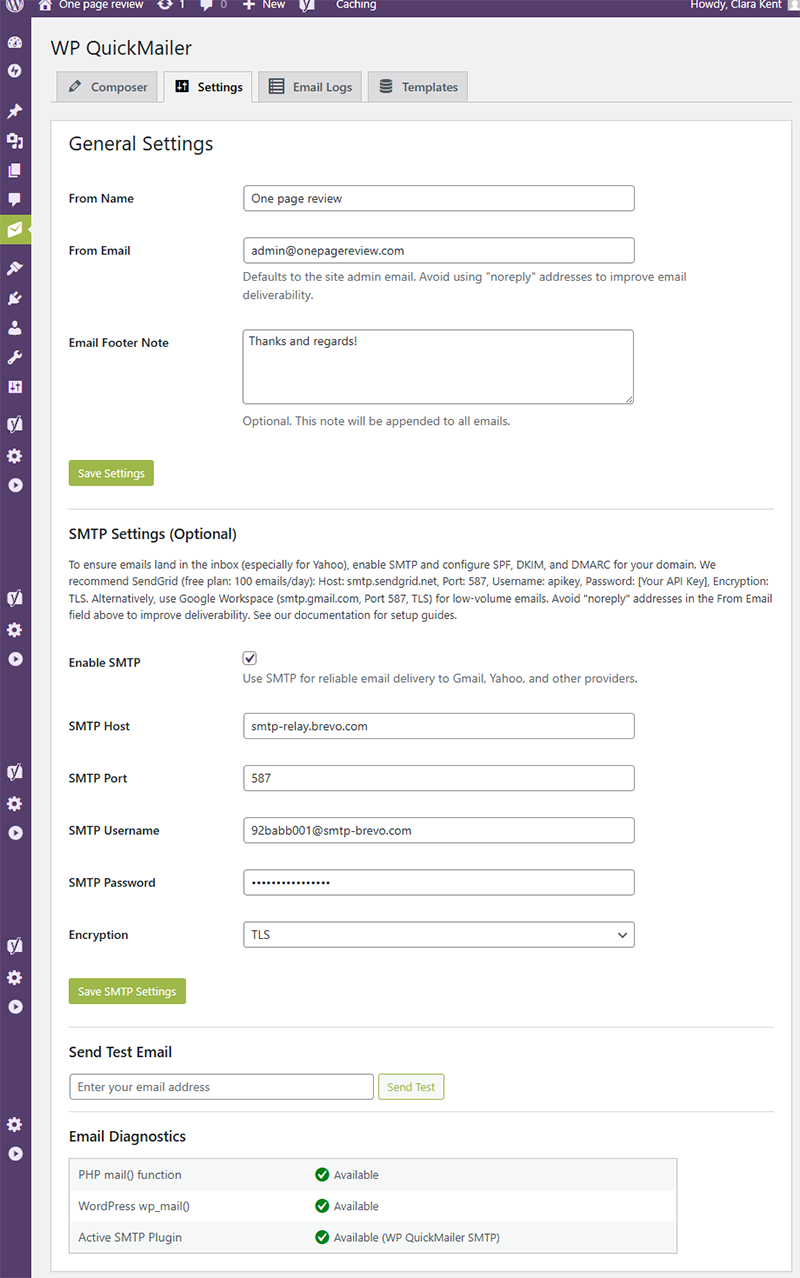 One page review 1 0 New Caching Howdy, Clara Kent
WP QuickMailer
Composer Settings Email Logs Templates
General Settings
From Name One page review
From Email admin@onepagereview.com
Defaults to the site admin email. Avoid using "noreply" addresses to improve email
deliverability.
Email Footer Note Thanks and regards!
Optional. This note will be appended to all emails.
Save Settings
SMTP Settings (Optional)
To ensure emails land in the inbox (especially for Yahoo), enable SMTP and configure SPF, DKIM, and DMARC for your domain. We
recommend SendGrid (free plan: 100 emails/day): Host: smtp.sendgrid.net, Port: 587, Username: apikey, Password: [Your API Key], Encryption:
TLS. Alternatively, use Google Workspace (smtp.gmail.com, Port 587, TLS) for low-volume emails. Avoid "noreply" addresses in the From Email
field above to improve deliverability. See our documentation for setup guides.
Enable SMTP
Use SMTP for reliable email delivery to Gmail, Yahoo, and other providers.
SMTP Host smtp-relay.brevo.com
SMTP Port 587
SMTP Username 92babb001@smtp-brevo.com
SMTP Password ••••••••••••••••
Encryption TLS
Save SMTP Settings
Send Test Email
Enter your email address Send Test
Email Diagnostics
PHP mail() function Available
WordPress wp_mail() Available
Active SMTP Plugin Available (WP QuickMailer SMTP)